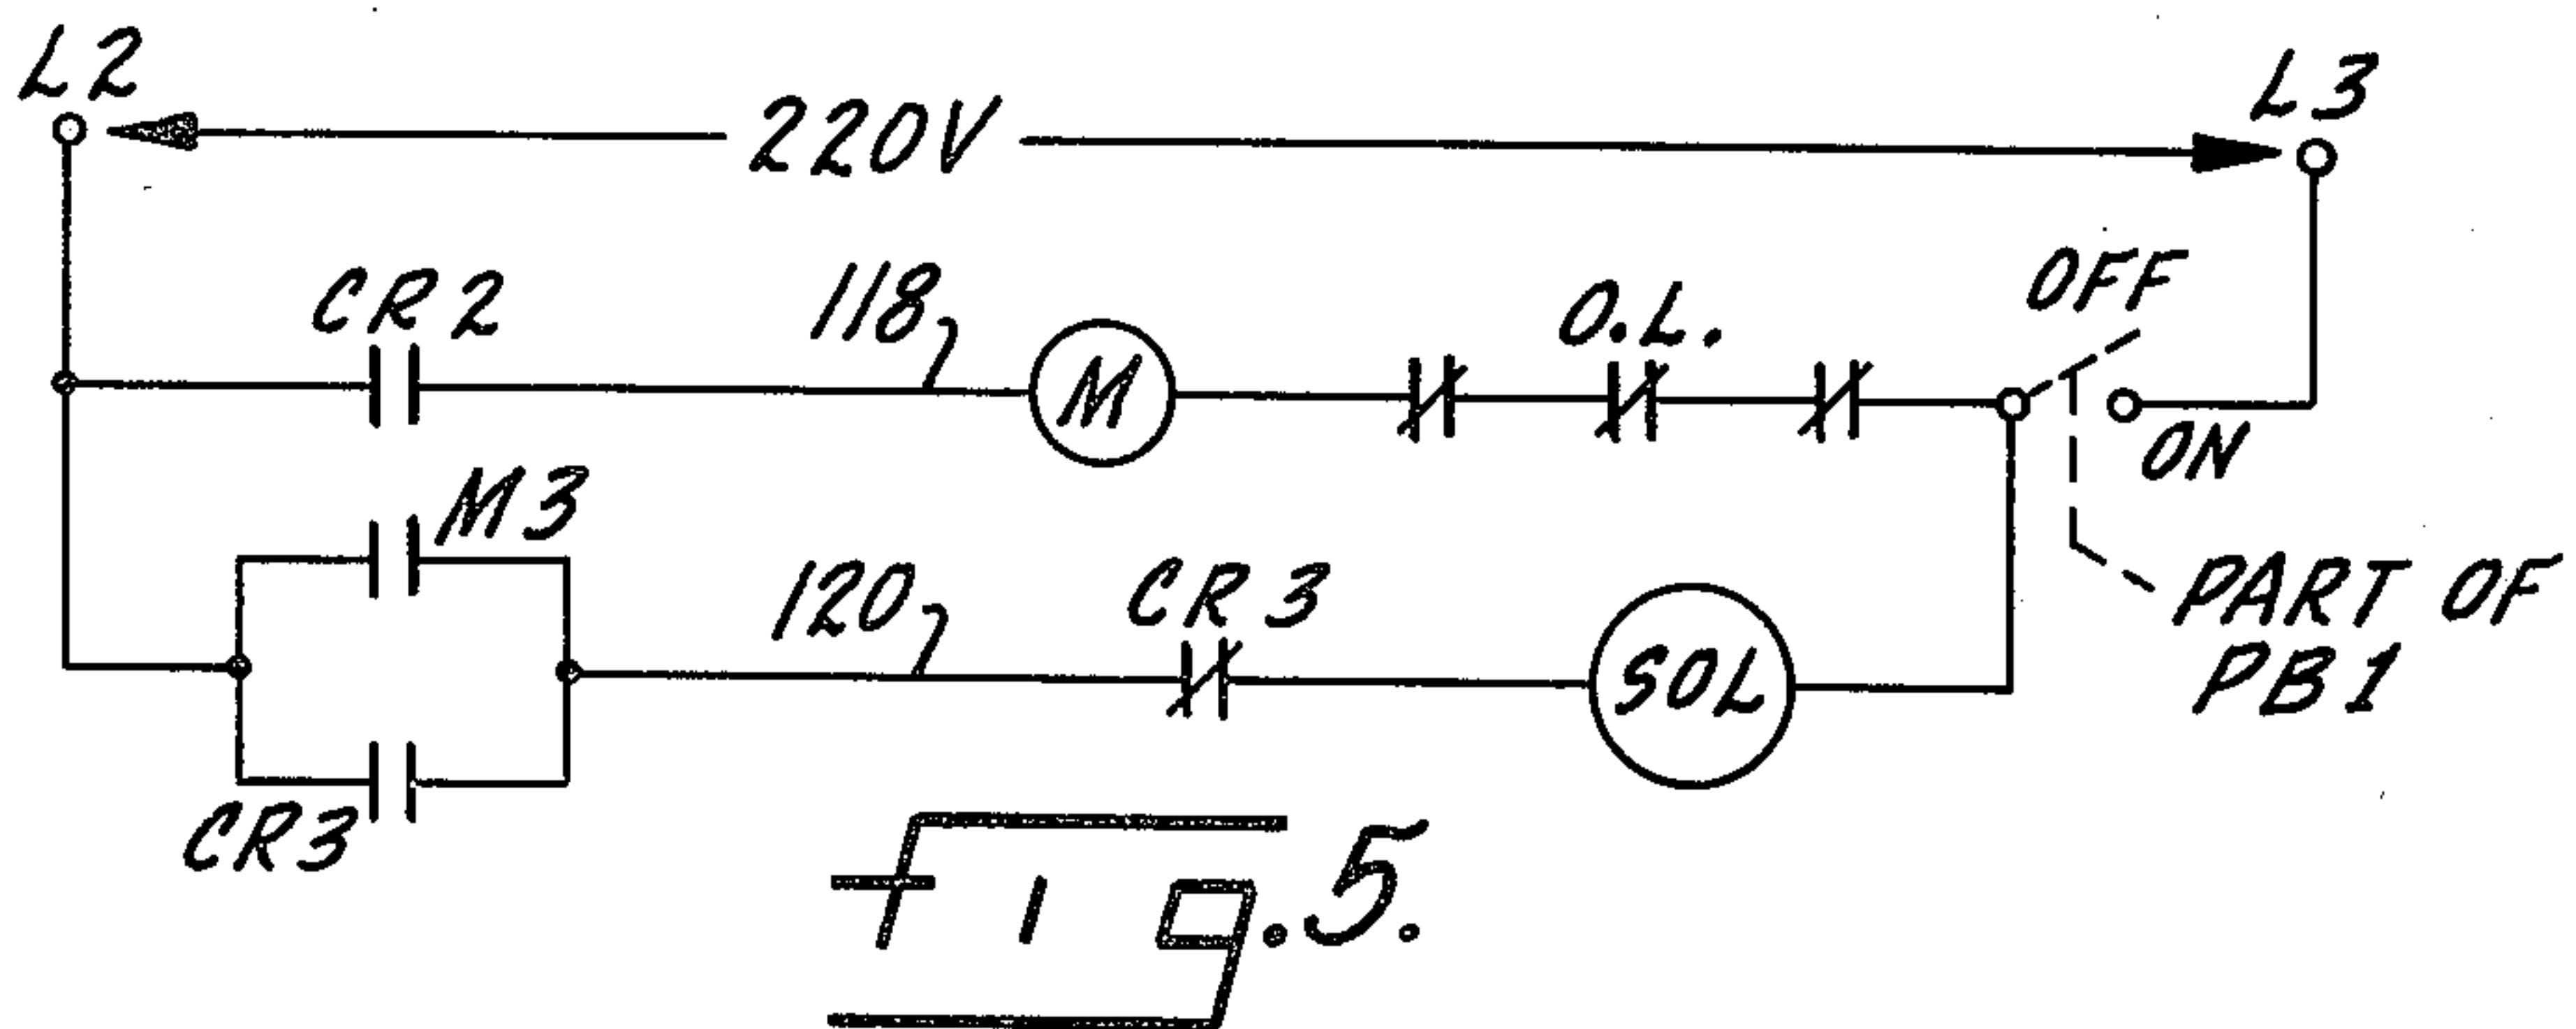 L2
L3
220V
CR2
118
M
O.L.
OFF
ON
M3
120
CR3
SOL
PART OF
PB1
CR3
Fig.5.